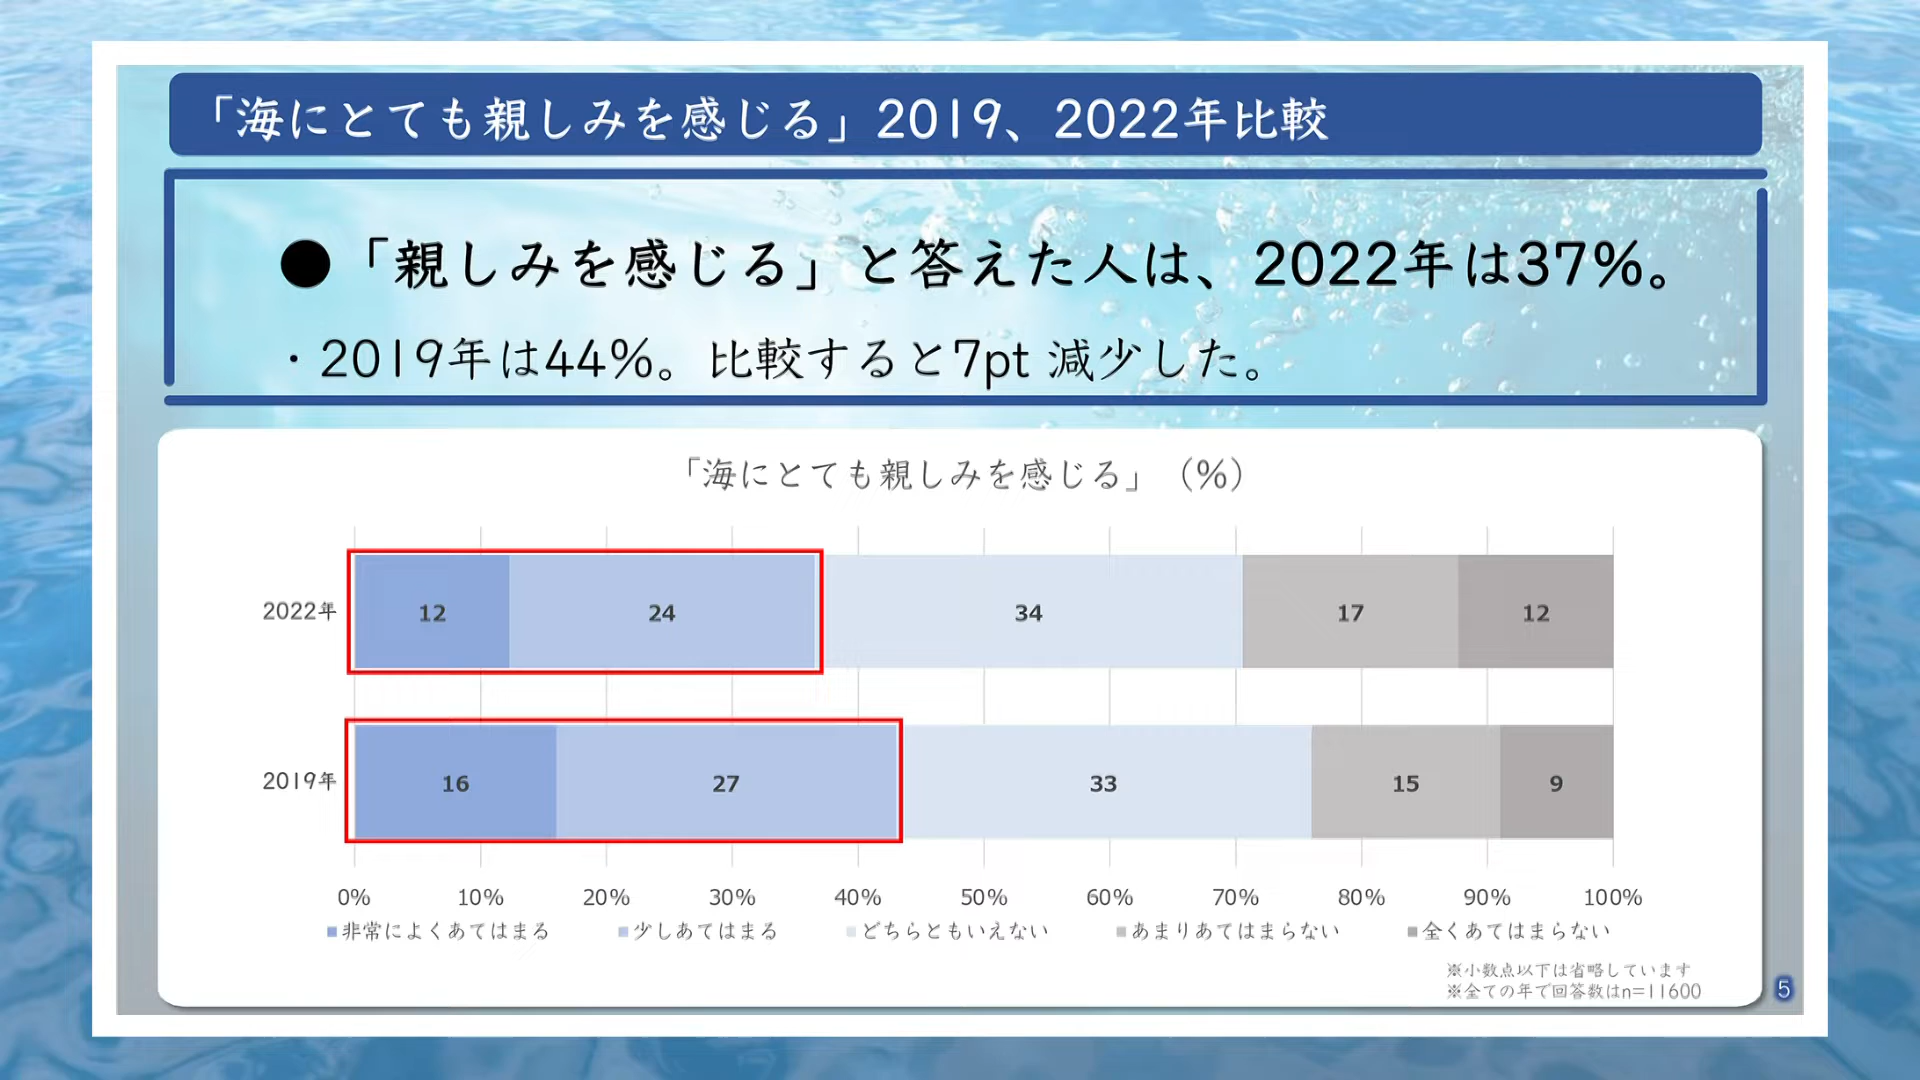 「海にとても親しみを感じる」2019、2022年比較
●「親しみを感じる」と答えた人は、2022年は37%。
・2019年は44%。比較すると7pt 減少した。
「海にとても親しみを感じる」（%）
2022年 12 24 34 17 12
2019年 16 27 33 15 9
0% 10% 20% 30% 40% 50% 60% 70% 80% 90% 100%
■非常によくあてはまる ■少しあてはまる ■どちらともいえない ■あまりあてはまらない ■全くあてはまらない
※小数点以下は省略しています
※全ての年で回答数はn=11600
5